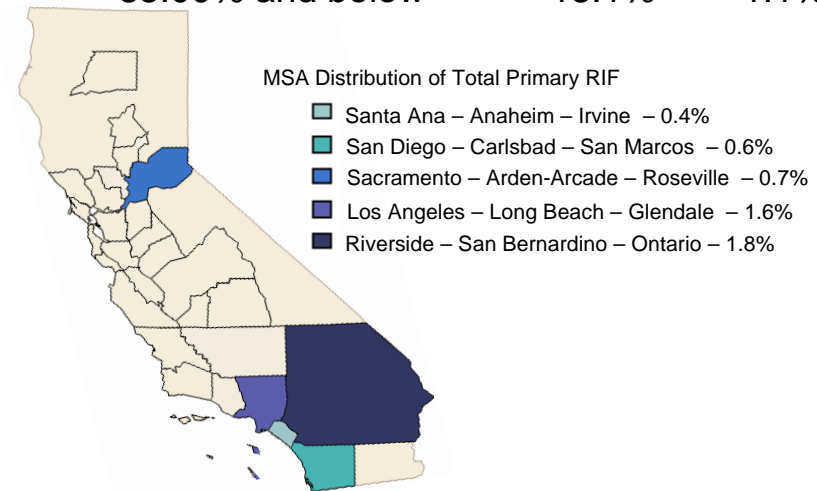 MSA Distribution of Total Primary RIF
Santa Ana – Anaheim – Irvine – 0.4%
San Diego – Carlsbad – San Marcos – 0.6%
Sacramento – Arden-Arcade – Roseville – 0.7%
Los Angeles – Long Beach – Glendale – 1.6%
Riverside – San Bernardino – Ontario – 1.8%